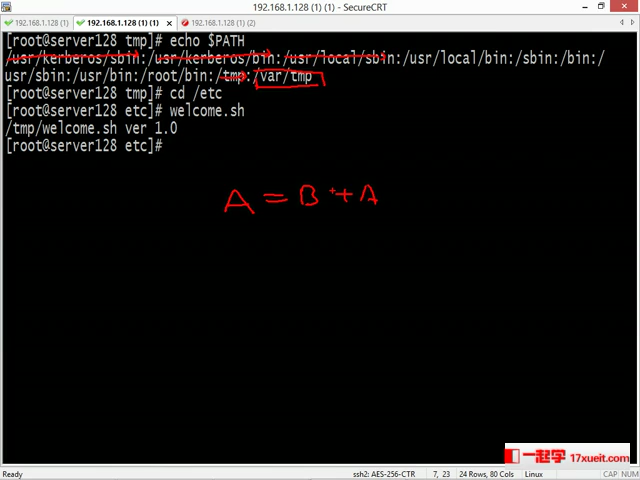 192.168.1.128 (1) (1) - SecureCRT
192.168.1.128 (1) 192.168.1.128 (1) (1) × 192.168.1.128 (1) (2)
[root@server128 tmp]# echo $PATH
/usr/kerberos/sbin:/usr/kerberos/bin:/usr/local/sbin:/usr/local/bin:/sbin:/bin:/
usr/sbin:/usr/bin:/root/bin:/tmp:/var/tmp
[root@server128 tmp]# cd /etc
[root@server128 etc]# welcome.sh
/tmp/welcome.sh ver 1.0
[root@server128 etc]#
A = B + A
一起学 17xueit.com
Ready ssh2: AES-256-CTR 7, 23 24 Rows, 80 Cols Linux CAP NUM